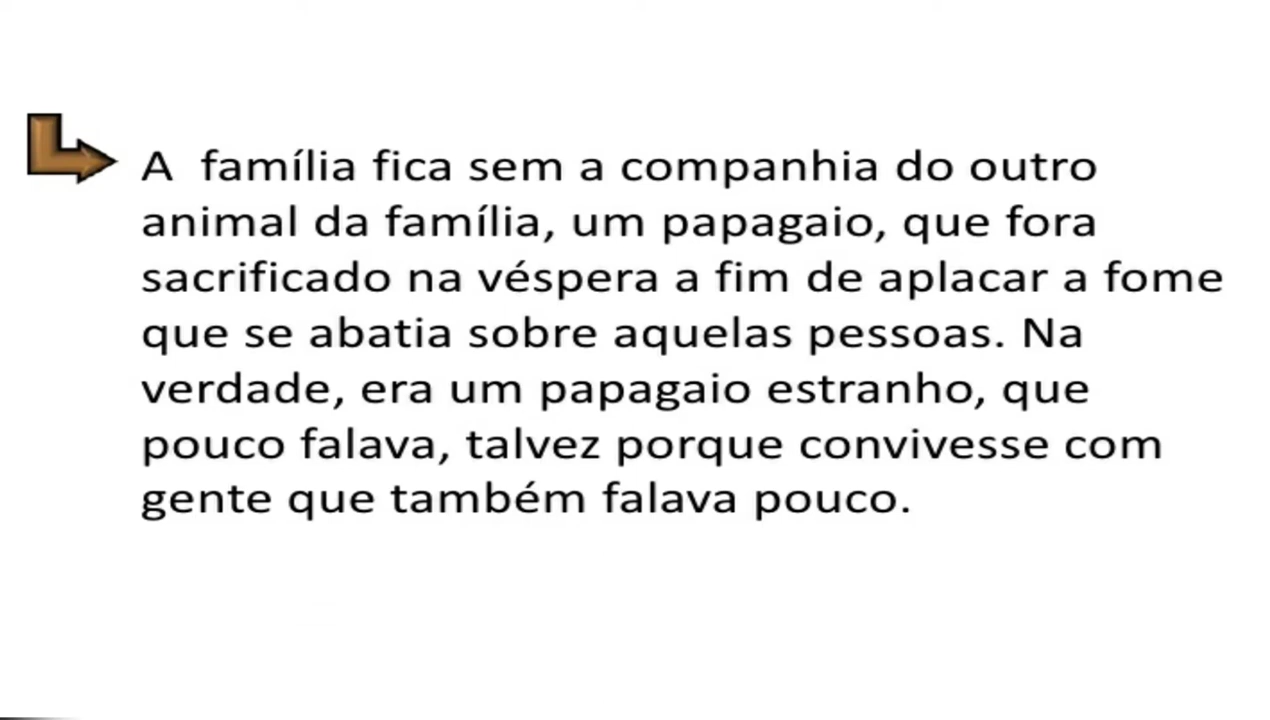 A  família fica sem a companhia do outro
animal da família, um papagaio, que fora
sacrificado na véspera a fim de aplacar a fome
que se abatia sobre aquelas pessoas. Na
verdade, era um papagaio estranho, que
pouco falava, talvez porque convivesse com
gente que também falava pouco.